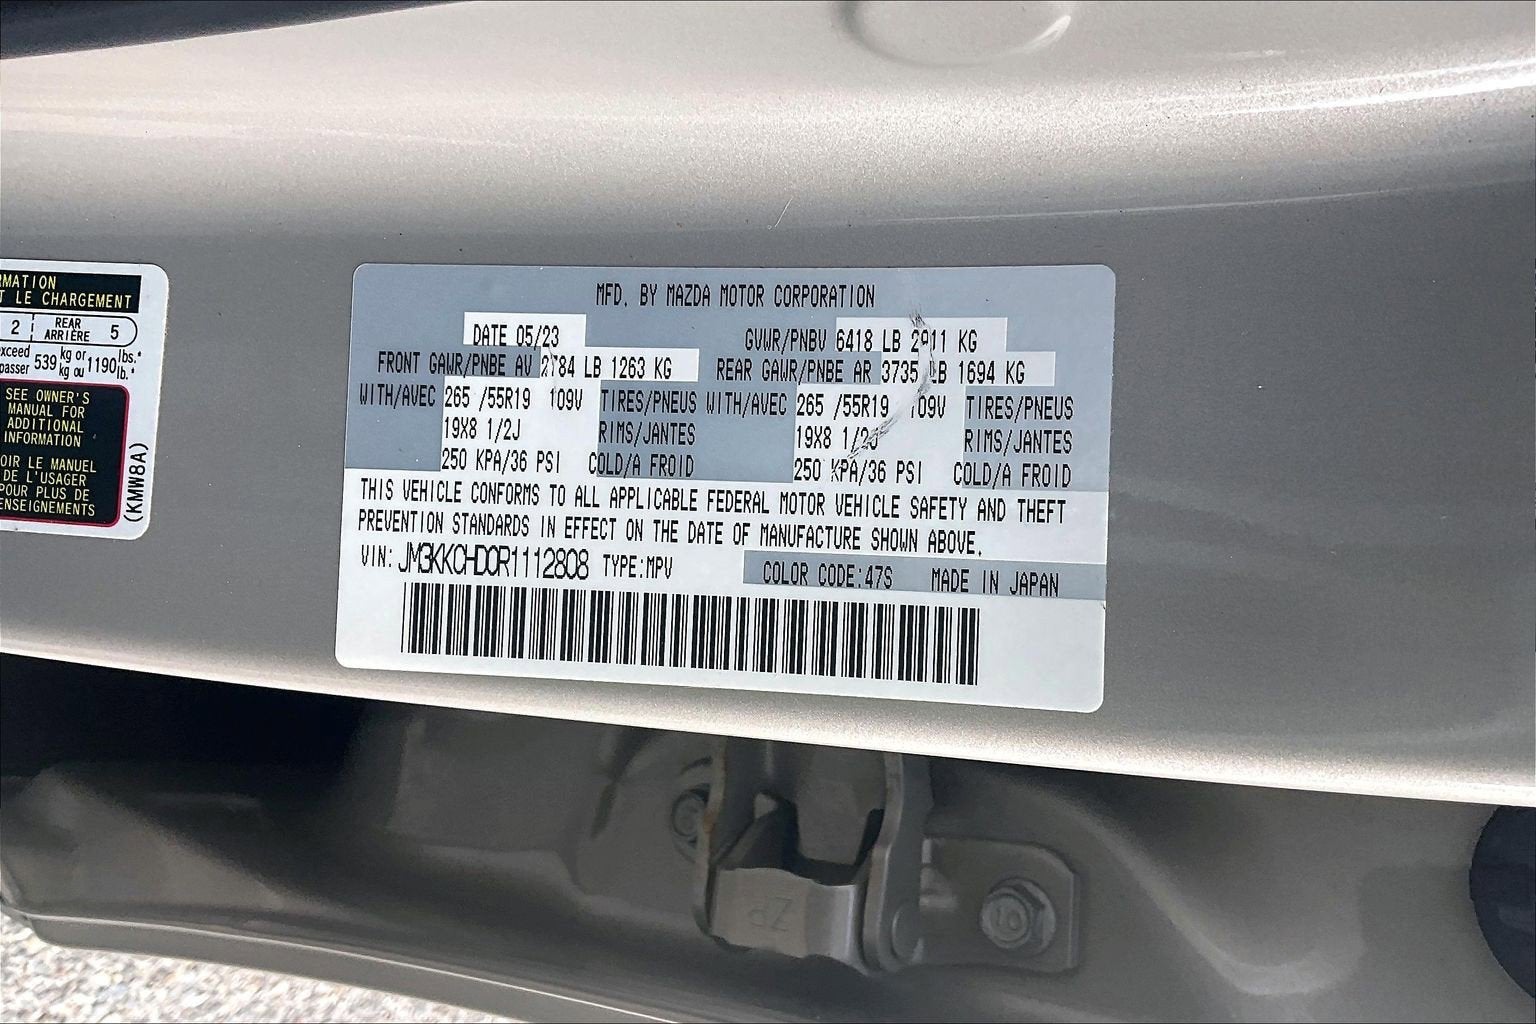 RMATION
T LE CHARGEMENT
2 REAR ARRIÈRE 5
xceed 539 kg or 1190 lbs.*
passer kg ou lb.*
SEE OWNER'S
MANUAL FOR
ADDITIONAL
INFORMATION
OIR LE MANUEL
DE L'USAGER
POUR PLUS DE
ENSEIGNEMENTS
(KMW8A)
MFD. BY MAZDA MOTOR CORPORATION
DATE 05/23 GVWR/PNBV 6418 LB 2911 KG
FRONT GAWR/PNBE AV 2784 LB 1263 KG REAR GAWR/PNBE AR 3735 LB 1694 KG
WITH/AVEC 265 /55R19 109V TIRES/PNEUS WITH/AVEC 265 /55R19 109V TIRES/PNEUS
19X8 1/2J RIMS/JANTES 19X8 1/2J RIMS/JANTES
250 KPA/36 PSI COLD/A FROID 250 KPA/36 PSI COLD/A FROID
THIS VEHICLE CONFORMS TO ALL APPLICABLE FEDERAL MOTOR VEHICLE SAFETY AND THEFT
PREVENTION STANDARDS IN EFFECT ON THE DATE OF MANUFACTURE SHOWN ABOVE.
VIN: JM3KKCHD0R1112808 TYPE:MPV COLOR CODE:47S MADE IN JAPAN
ZP
10